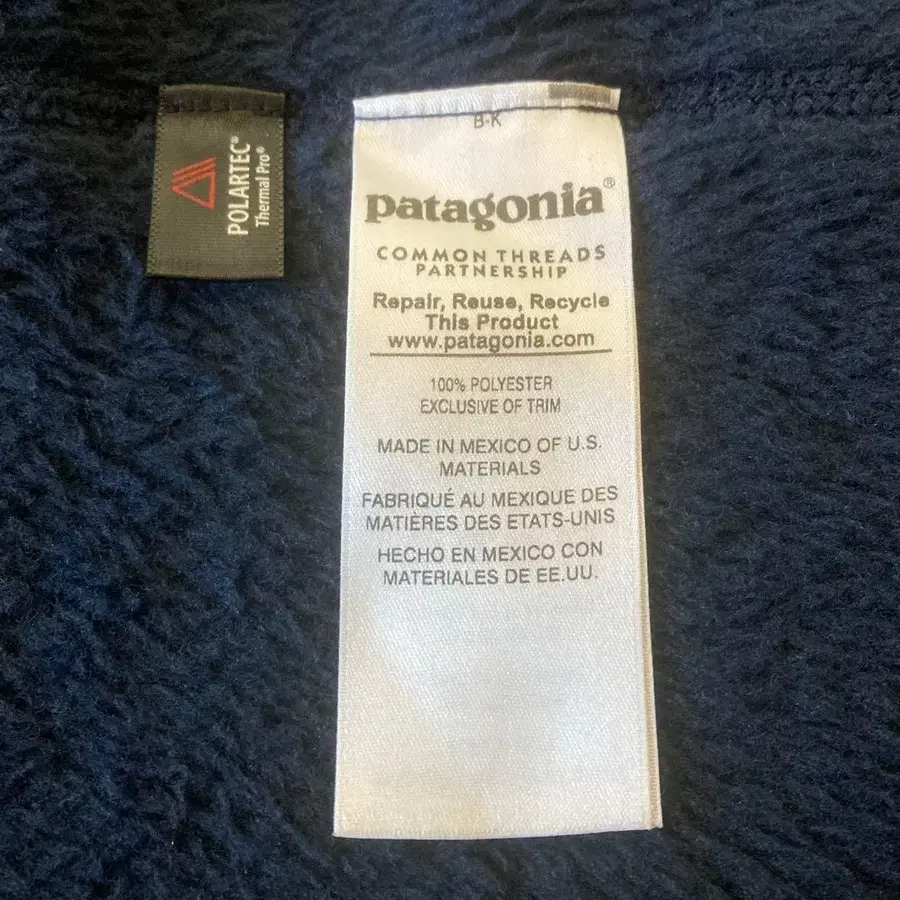 POLARTEC®
Thermal Pro®
B-K
patagonia®
COMMON THREADS
PARTNERSHIP
Repair, Reuse, Recycle
This Product
www.patagonia.com
100% POLYESTER
EXCLUSIVE OF TRIM
MADE IN MEXICO OF U.S.
MATERIALS
FABRIQUÉ AU MEXIQUE DES
MATIÈRES DES ETATS-UNIS
HECHO EN MEXICO CON
MATERIALES DE EE.UU.